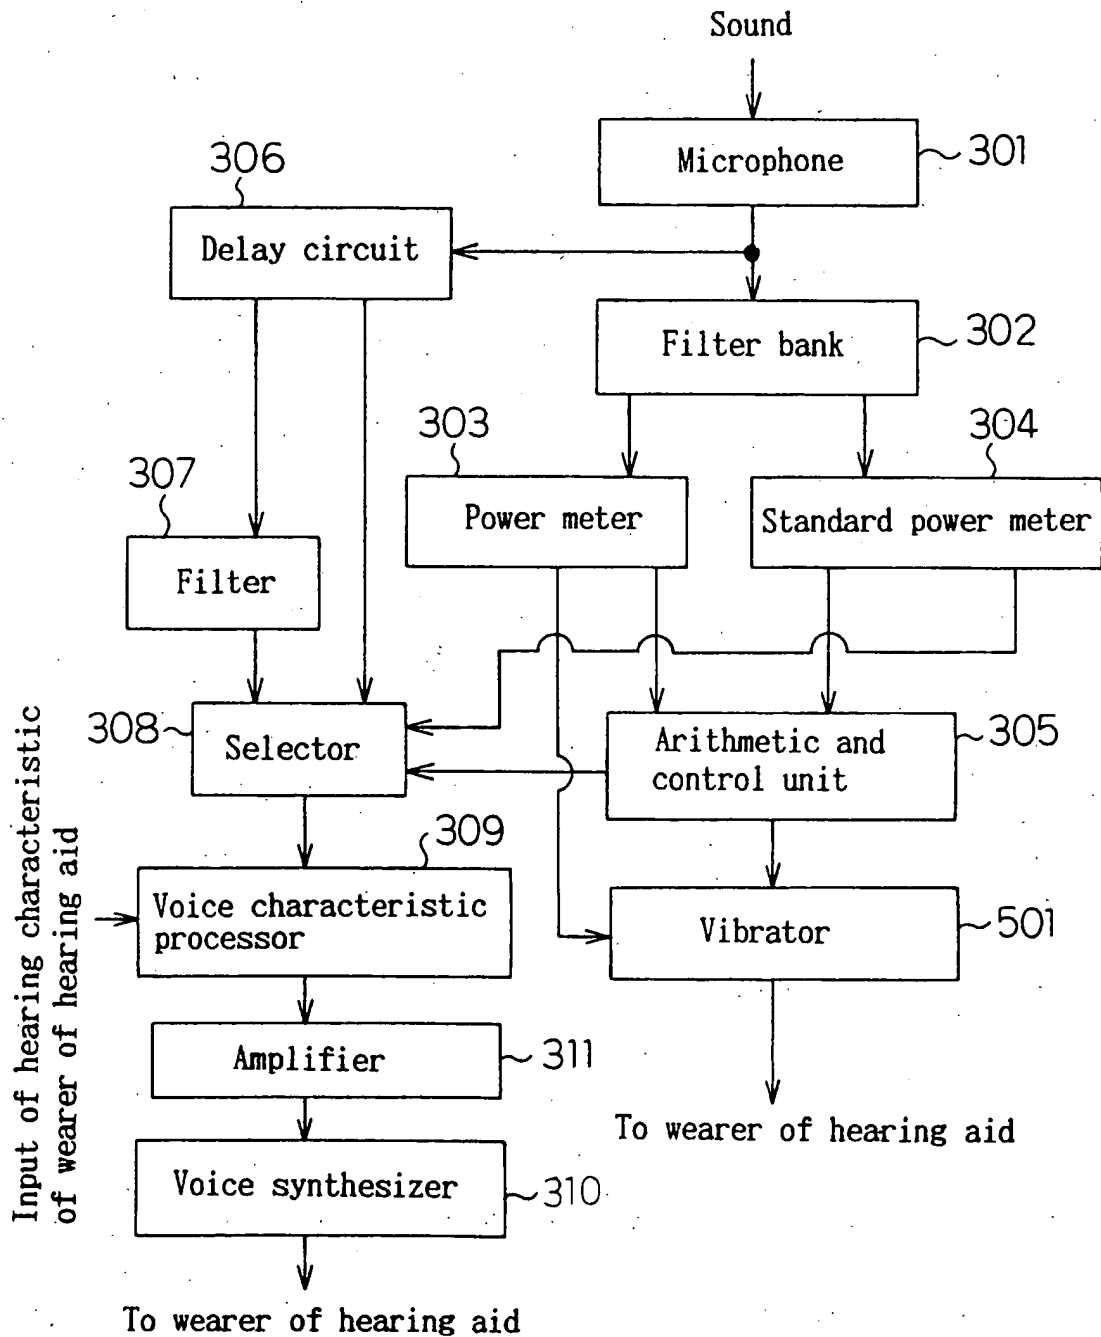 Sound
Microphone
301
306
Delay circuit
Filter bank
302
303
304
307
Power meter
Standard power meter
Filter
308
Selector
Arithmetic and
control unit
305
309
Input of hearing characteristic
of wearer of hearing aid
Voice characteristic
processor
Vibrator
501
Amplifier
311
To wearer of hearing aid
Voice synthesizer
310
To wearer of hearing aid